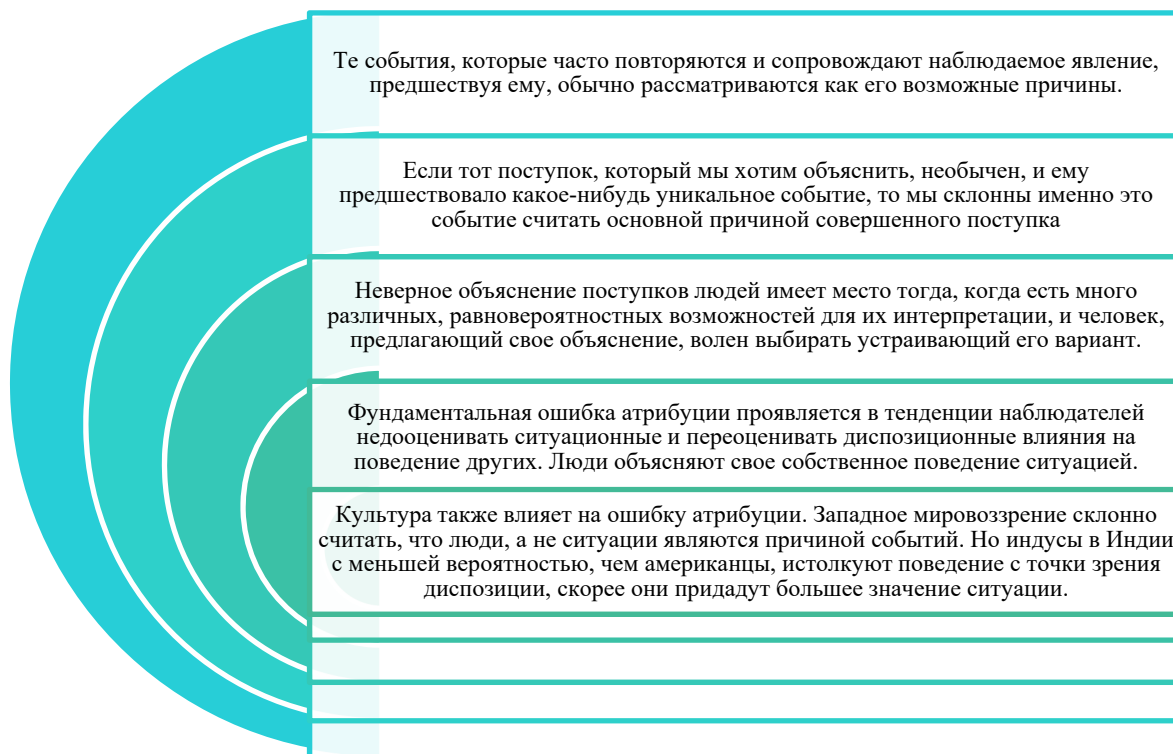 Те события, которые часто повторяются и сопровождают наблюдаемое явление,
предшествуя ему, обычно рассматриваются как его возможные причины.
Если тот поступок, который мы хотим объяснить, необычен, и ему
предшествовало какое-нибудь уникальное событие, то мы склонны именно это
событие считать основной причиной совершенного поступка
Неверное объяснение поступков людей имеет место тогда, когда есть много
различных, равновероятностных возможностей для их интерпретации, и человек,
предлагающий свое объяснение, волен выбирать устраивающий его вариант.
Фундаментальная ошибка атрибуции проявляется в тенденции наблюдателей
недооценивать ситуационные и переоценивать диспозиционные влияния на
поведение других. Люди объясняют свое собственное поведение ситуацией.
Культура также влияет на ошибку атрибуции. Западное мировоззрение склонно
считать, что люди, а не ситуации являются причиной событий. Но индусы в Индии
с меньшей вероятностью, чем американцы, истолкуют поведение с точки зрения
диспозиции, скорее они придадут большее значение ситуации.